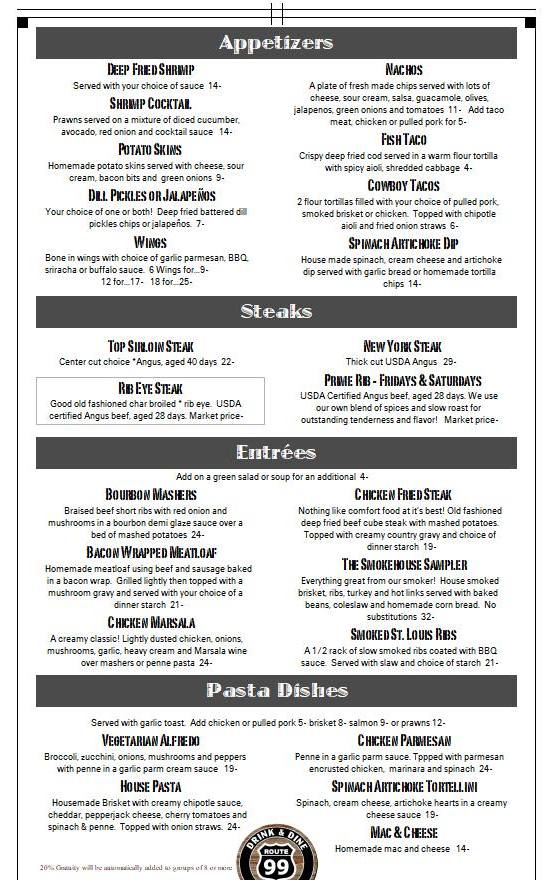 Appetizers
Deep Fried Shrimp
Served with your choice of sauce 14-
Shrimp Cocktail
Prawns served on a mixture of diced cucumber,
avocado, red onion and cocktail sauce 14-
Potato Skins
Homemade potato skins served with cheese, sour
cream, bacon bits and green onions 9-
Dill Pickles or Jalapeños
Your choice of one or both! Deep fried battered dill
pickles chips or jalapeños. 7-
Wings
Bone in wings with choice of garlic parmesan, BBQ,
sriracha or buffalo sauce. 6 Wings for...9-
12 for...17- 18 for...25-
Nachos
A plate of fresh made chips served with lots of
cheese, sour cream, salsa, guacamole, olives,
jalapenos, green onions and tomatoes 11- Add taco
meat, chicken or pulled pork for 5-
Fish Taco
Crispy deep fried cod served in a warm flour tortilla
with spicy aioli, shredded cabbage 4-
Cowboy Tacos
2 flour tortillas filled with your choice of pulled pork,
smoked brisket or chicken. Topped with chipotle
aioli and fried onion straws 6-
Spinach Artichoke Dip
House made spinach, cream cheese and artichoke
dip served with garlic bread or homemade tortilla
chips 14-
Steaks
Top Sirloin Steak
Center cut choice *Angus, aged 40 days 22-
Rib Eye Steak
Good old fashioned char broiled * rib eye. USDA
certified Angus beef, aged 28 days. Market price-
New York Steak
Thick cut USDA Angus 29-
Prime Rib - Fridays & Saturdays
USDA Certified Angus beef, aged 28 days. We use
our own blend of spices and slow roast for
outstanding tenderness and flavor! Market price-
Entrées
Add on a green salad or soup for an additional 4-
Bourbon Mashers
Braised beef short ribs with red onion and
mushrooms in a bourbon demi glaze sauce over a
bed of mashed potatoes 24-
Bacon Wrapped Meatloaf
Homemade meatloaf using beef and sausage baked
in a bacon wrap. Grilled lightly then topped with a
mushroom gravy and served with your choice of a
dinner starch 21-
Chicken Marsala
A creamy classic! Lightly dusted chicken, onions,
mushrooms, garlic, heavy cream and Marsala wine
over mashers or penne pasta 24-
Chicken Fried Steak
Nothing like comfort food at it's best! Old fashioned
deep fried beef cube steak with mashed potatoes.
Topped with creamy country gravy and choice of
dinner starch 19-
The Smokehouse Sampler
Everything great from our smoker! House smoked
brisket, ribs, turkey and hot links served with baked
beans, coleslaw and homemade corn bread. No
substitutions 32-
Smoked St. Louis Ribs
A 1/2 rack of slow smoked ribs coated with BBQ
sauce. Served with slaw and choice of starch 21-
Pasta Dishes
Served with garlic toast. Add chicken or pulled pork 5- brisket 8- salmon 9- or prawns 12-
Vegetarian Alfredo
Broccoli, zucchini, onions, mushrooms and peppers
with penne in a garlic parm cream sauce 19-
House Pasta
Housemade Brisket with creamy chipotle sauce,
cheddar, pepperjack cheese, cherry tomatoes and
spinach & penne. Topped with onion straws. 24-
Chicken Parmesan
Penne in a garlic parm sauce. Tppped with parmesan
encrusted chicken, marinara and spinach 24-
Spinach Artichoke Tortellini
Spinach, cream cheese, artichoke hearts in a creamy
cheese sauce 19-
Mac & Cheese
Homemade mac and cheese 14-
DRINK & DINE
ROUTE
99
20% Gratuity will be automatically added to groups of 8 or more